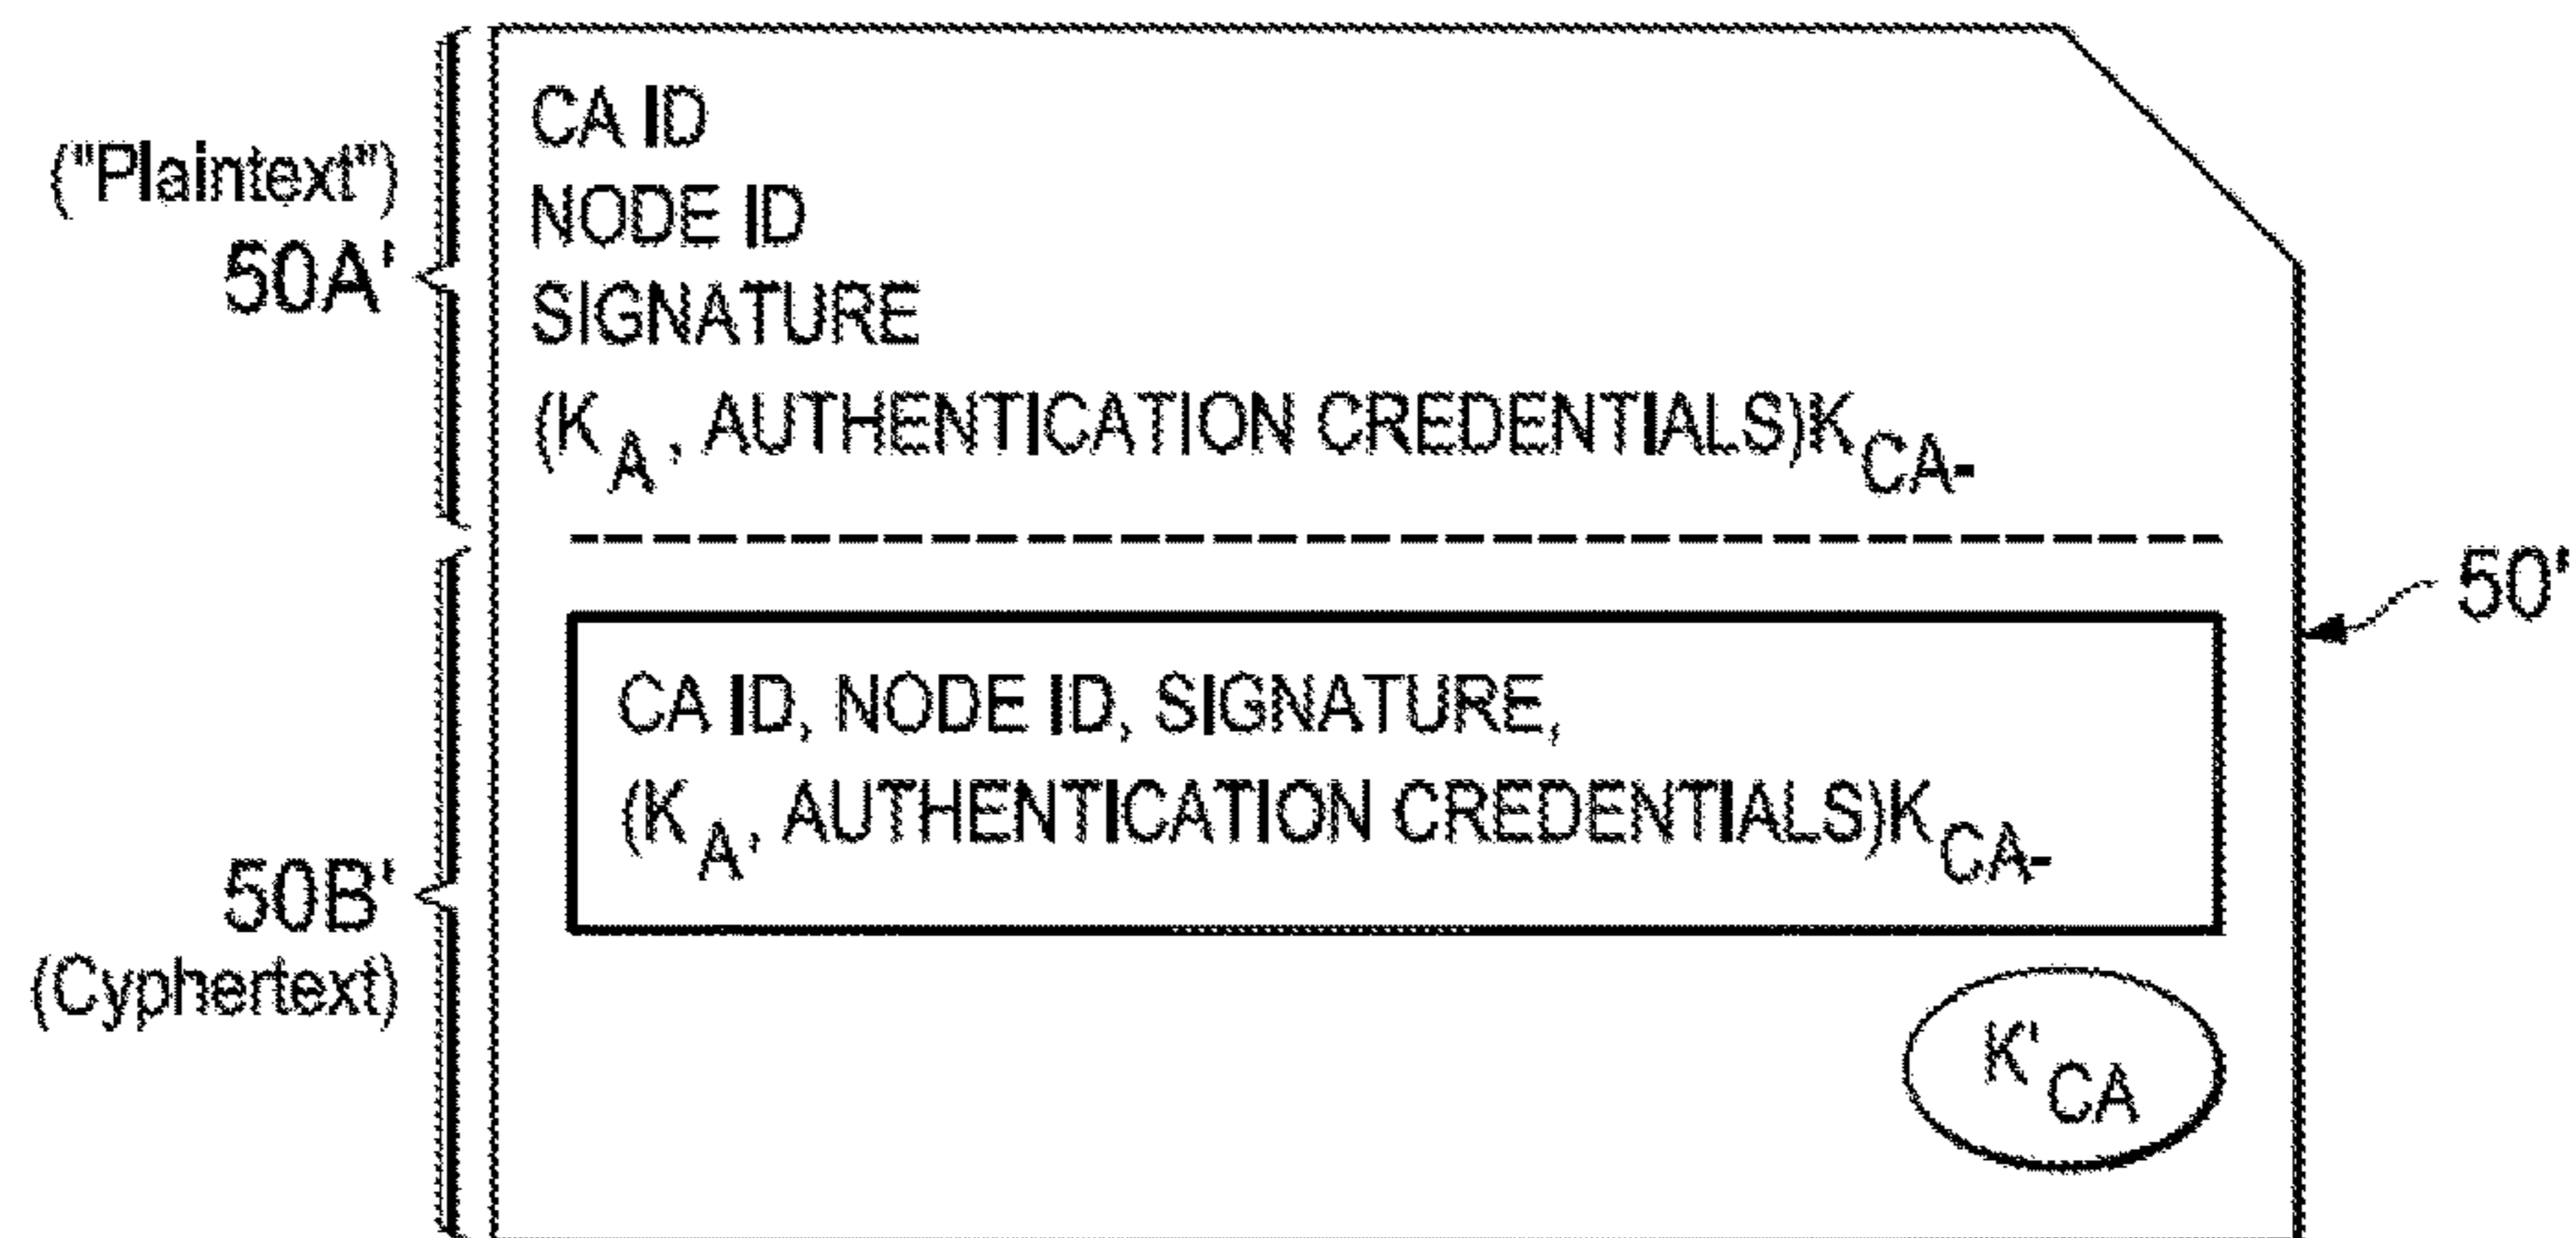 ("Plaintext")
50A'
CA ID
NODE ID
SIGNATURE
(K_A, AUTHENTICATION CREDENTIALS)K_CA-
50'
50B'
(Cyphertext)
CA ID, NODE ID, SIGNATURE,
(K_A, AUTHENTICATION CREDENTIALS)K_CA-
K'_CA